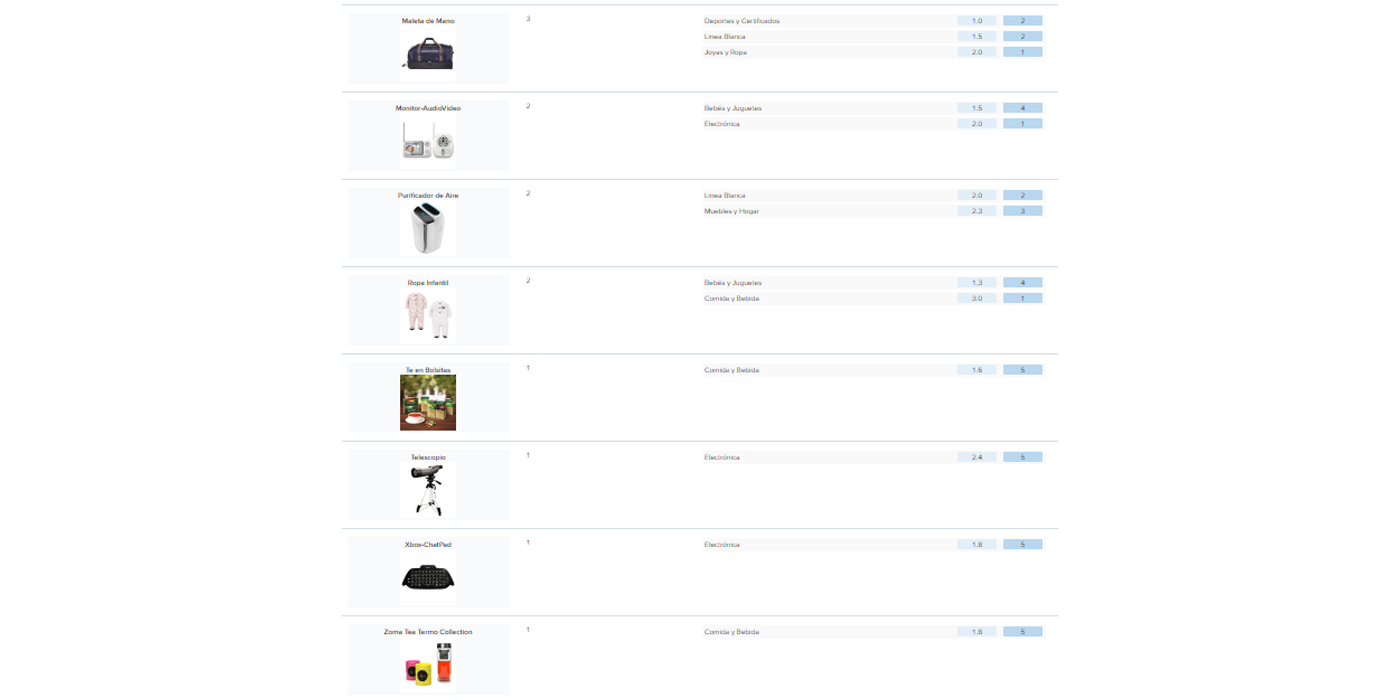 Maleta de Mano 3 Deportes y Certificados 1.0 2
Línea Blanca 1.5 2
Joyas y Ropa 2.0 1
Monitor-AudioVideo 2 Bebés y Juguetes 1.5 4
Electrónica 2.0 1
Purificador de Aire 2 Línea Blanca 2.0 2
Muebles y Hogar 2.3 3
Ropa Infantil 2 Bebés y Juguetes 1.3 4
Comida y Bebida 3.0 1
Te en Bolsitas 1 Comida y Bebida 1.6 5
Telescopio 1 Electrónica 2.4 5
Xbox-ChatPad 1 Electrónica 1.8 5
Zoma Tea Termo Collection 1 Comida y Bebida 1.8 5